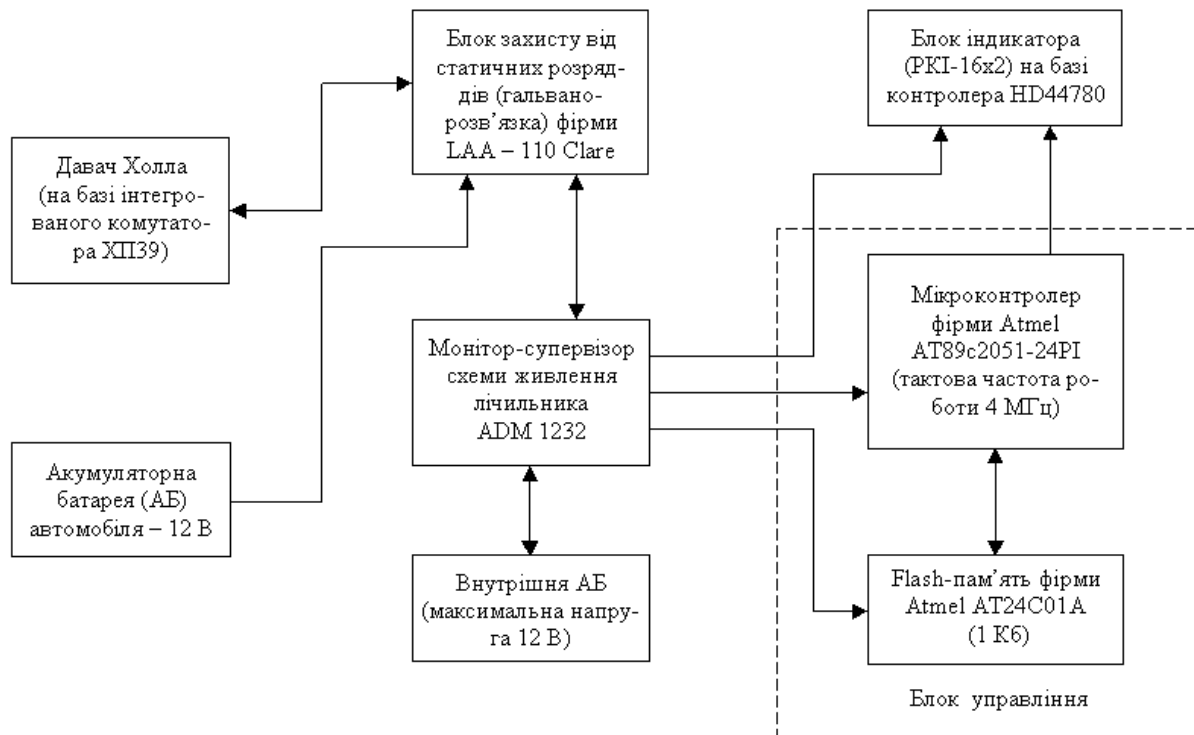 Блок захисту від
статичних розряд-
дів (гальвано-
розв’язка) фірми
LAA – 110 Clare
Блок індикатора
(РКІ-16х2) на базі
контролера HD44780
Давач Холла
(на базі інтегро-
ваного комутато-
ра ХП39)
Мікроконтролер
фірми Atmel
AT89c2051-24PI
(тактова частота ро-
боти 4 МГц)
Монітор-супервізор
схеми живлення
лічильника
ADM 1232
Акумуляторна
батарея (АБ)
автомобіля – 12 В
Внутрішня АБ
(максимальна напру-
га 12 В)
Flash-пам’ять фірми
Atmel AT24C01A
(1 Кб)
Блок управління